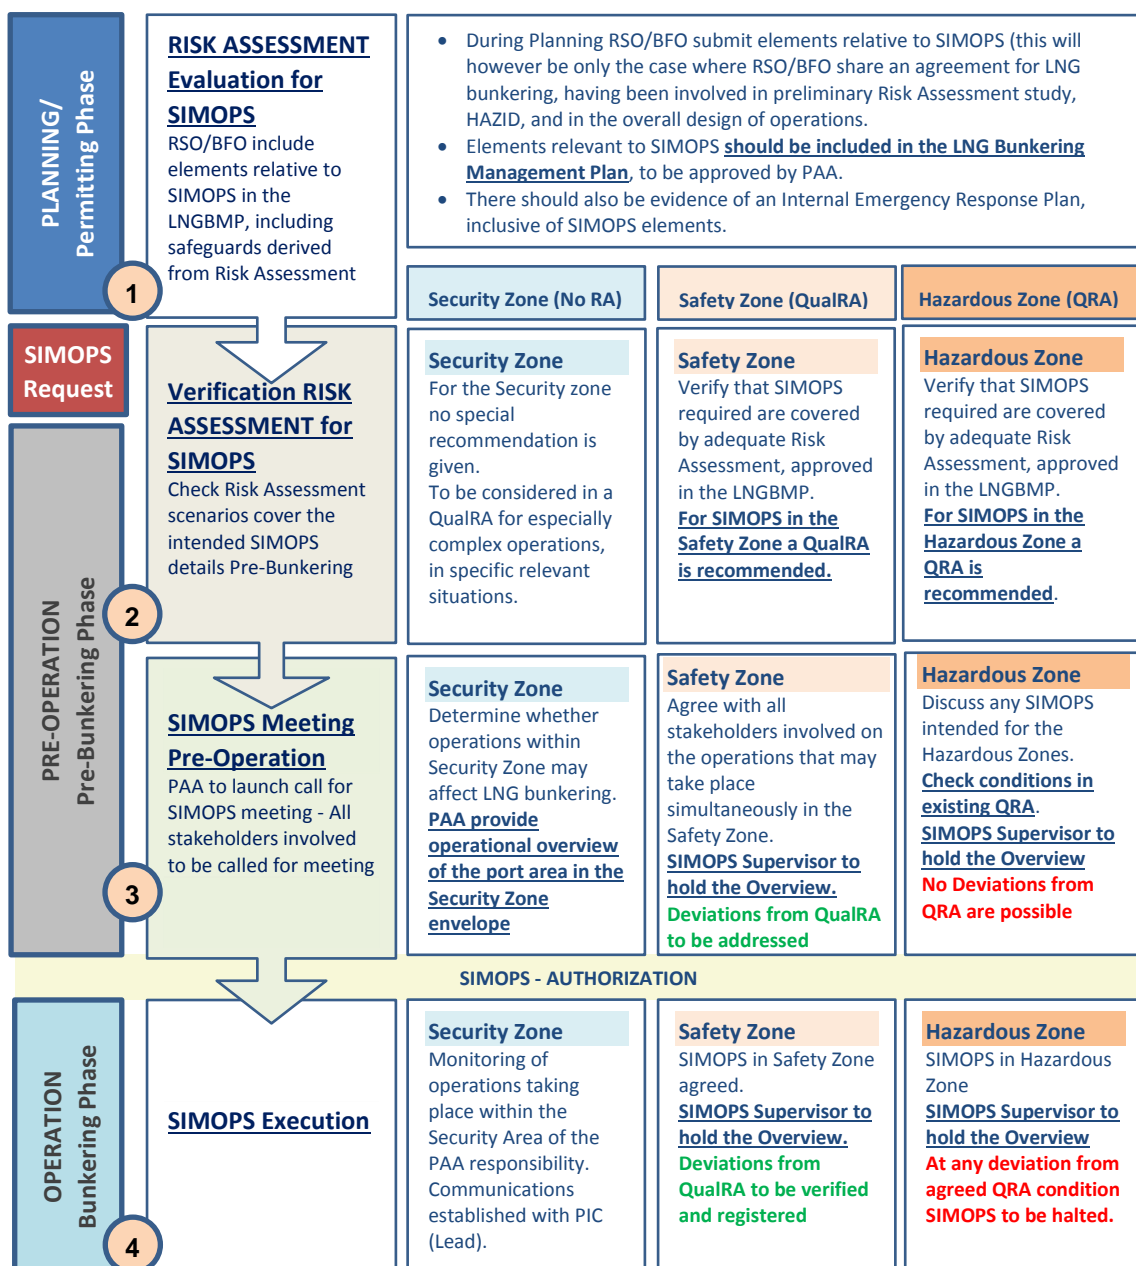 PLANNING/
Permitting Phase
1
RISK ASSESSMENT
Evaluation for
SIMOPS
RSO/BFO include
elements relative to
SIMOPS in the
LNGBMP, including
safeguards derived
from Risk Assessment
• During Planning RSO/BFO submit elements relative to SIMOPS (this will
however be only the case where RSO/BFO share an agreement for LNG
bunkering, having been involved in preliminary Risk Assessment study,
HAZID, and in the overall design of operations.
• Elements relevant to SIMOPS should be included in the LNG Bunkering
Management Plan, to be approved by PAA.
• There should also be evidence of an Internal Emergency Response Plan,
inclusive of SIMOPS elements.
Security Zone (No RA)
Safety Zone (QualRA)
Hazardous Zone (QRA)
SIMOPS
Request
PRE-OPERATION
Pre-Bunkering Phase
2
Verification RISK
ASSESSMENT for
SIMOPS
Check Risk Assessment
scenarios cover the
intended SIMOPS
details Pre-Bunkering
Security Zone
For the Security zone
no special
recommendation is
given.
To be considered in a
QualRA for especially
complex operations,
in specific relevant
situations.
Safety Zone
Verify that SIMOPS
required are covered
by adequate Risk
Assessment, approved
in the LNGBMP.
For SIMOPS in the
Safety Zone a QualRA
is recommended.
Hazardous Zone
Verify that SIMOPS
required are covered
by adequate Risk
Assessment, approved
in the LNGBMP.
For SIMOPS in the
Hazardous Zone a
QRA is
recommended.
3
SIMOPS Meeting
Pre-Operation
PAA to launch call for
SIMOPS meeting - All
stakeholders involved
to be called for meeting
Security Zone
Determine whether
operations within
Security Zone may
affect LNG bunkering.
PAA provide
operational overview
of the port area in the
Security Zone
envelope
Safety Zone
Agree with all
stakeholders involved on
the operations that may
take place
simultaneously in the
Safety Zone.
SIMOPS Supervisor to
hold the Overview.
Deviations from QualRA
to be addressed
Hazardous Zone
Discuss any SIMOPS
intended for the
Hazardous Zones.
Check conditions in
existing QRA.
SIMOPS Supervisor to
hold the Overview
No Deviations from
QRA are possible
SIMOPS - AUTHORIZATION
OPERATION
Bunkering Phase
4
SIMOPS Execution
Security Zone
Monitoring of
operations taking
place within the
Security Area of the
PAA responsibility.
Communications
established with PIC
(Lead).
Safety Zone
SIMOPS in Safety Zone
agreed.
SIMOPS Supervisor to
hold the Overview.
Deviations from
QualRA to be verified
and registered
Hazardous Zone
SIMOPS in Hazardous
Zone
SIMOPS Supervisor to
hold the Overview
At any deviation from
agreed QRA condition
SIMOPS to be halted.